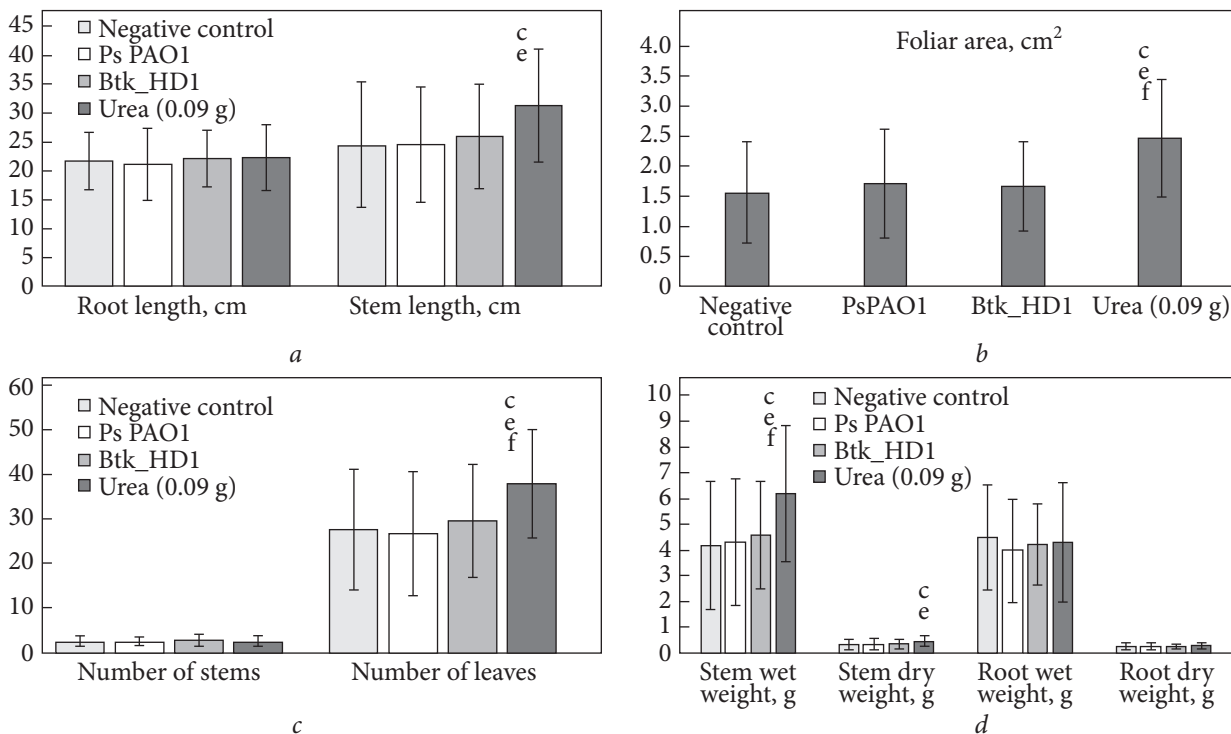 45
40
35
30
25
20
15
10
5
0
Negative control
Ps PAO1
Btk_HD1
Urea (0.09 g)
c
e
Root length, cm
Stem length, cm
a
4.0
3.5
3.0
2.5
2.0
1.5
1.0
0.5
0
Foliar area, cm²
c
e
f
Negative
control
PsPAO1
Btk_HD1
Urea (0.09 g)
b
60
50
40
30
20
10
0
Negative control
Ps PAO1
Btk_HD1
Urea (0.09 g)
c
e
f
Number of stems
Number of leaves
c
10
9
8
7
6
5
4
3
2
1
0
c
e
f
Negative control
Ps PAO1
Btk_HD1
Urea (0.09 g)
c
e
Stem wet
weight, g
Stem dry
weight, g
Root wet
weight, g
Root dry
weight, g
d